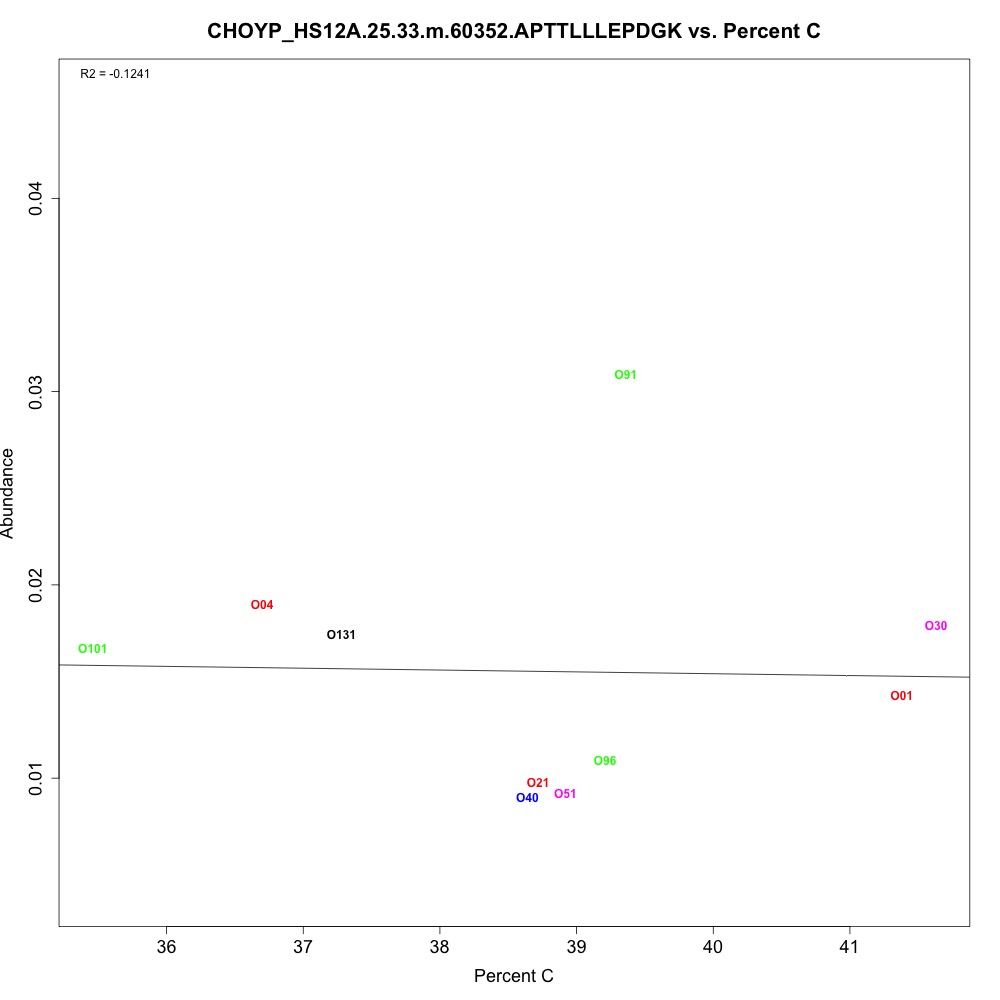 CHOYP_HS12A.25.33.m.60352.APTTLLLEPDGK vs. Percent C
R2 = -0.1241
0.04
O91
0.03
Abundance
0.02
O04
O30
O131
O101
O01
O96
0.01
O21
O51
O40
36 37 38 39 40 41
Percent C